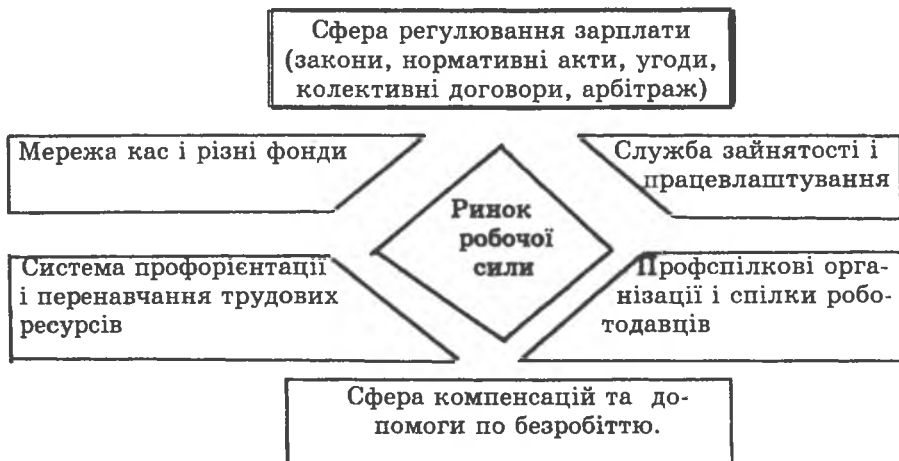 Сфера регулювання зарплати
(закони, нормативні акти, угоди,
колективні договори, арбітраж)
Мережа кас і різні фонди
Служба зайнятості і
працевлаштування
Ринок
робочої
сили
Система профорієнтації
і перенавчання трудових
ресурсів
Профспілкові орга-
нізації і спілки робо-
тодавців
Сфера компенсацій та до-
помоги по безробіттю.